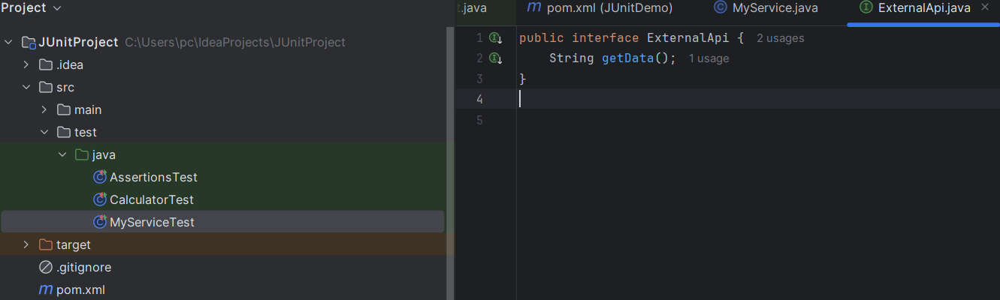 Project
JUnitProject C:\Users\pc\IdeaProjects\JUnitProject
.idea
src
main
test
java
AssertionsTest
CalculatorTest
MyServiceTest
target
.gitignore
pom.xml
.java pom.xml (JUnitDemo) MyService.java ExternalApi.java
1 public interface ExternalApi { 2 usages
2 String getData(); 1 usage
3 }
4
5